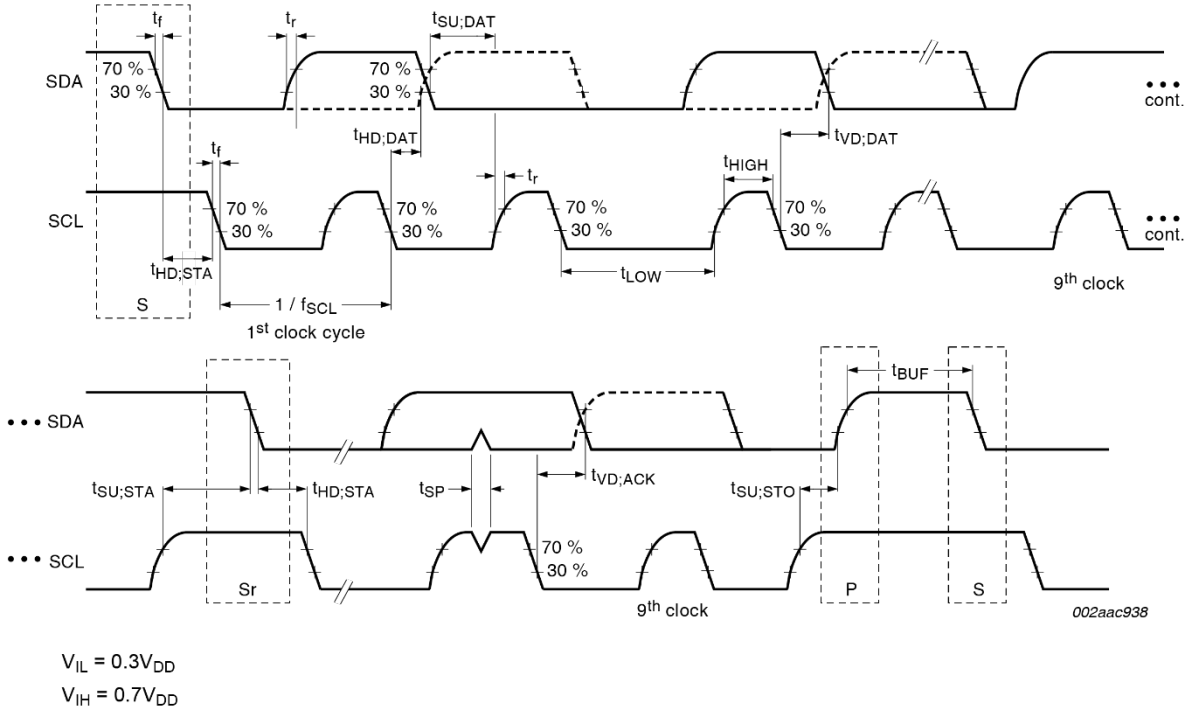 tf
tr
tSU;DAT
SDA
70 %
30 %
70 %
30 %
cont.
tHD;DAT
tVD;DAT
tf
tHIGH
tr
SCL
70 %
30 %
70 %
30 %
70 %
30 %
70 %
30 %
cont.
tHD;STA
tLOW
9th clock
S
1 / fSCL
1st clock cycle
tBUF
SDA
tSU;STA
tHD;STA
tSP
tVD;ACK
tSU;STO
SCL
70 %
30 %
Sr
9th clock
P
S
002aac938
VIL = 0.3VDD
VIH = 0.7VDD